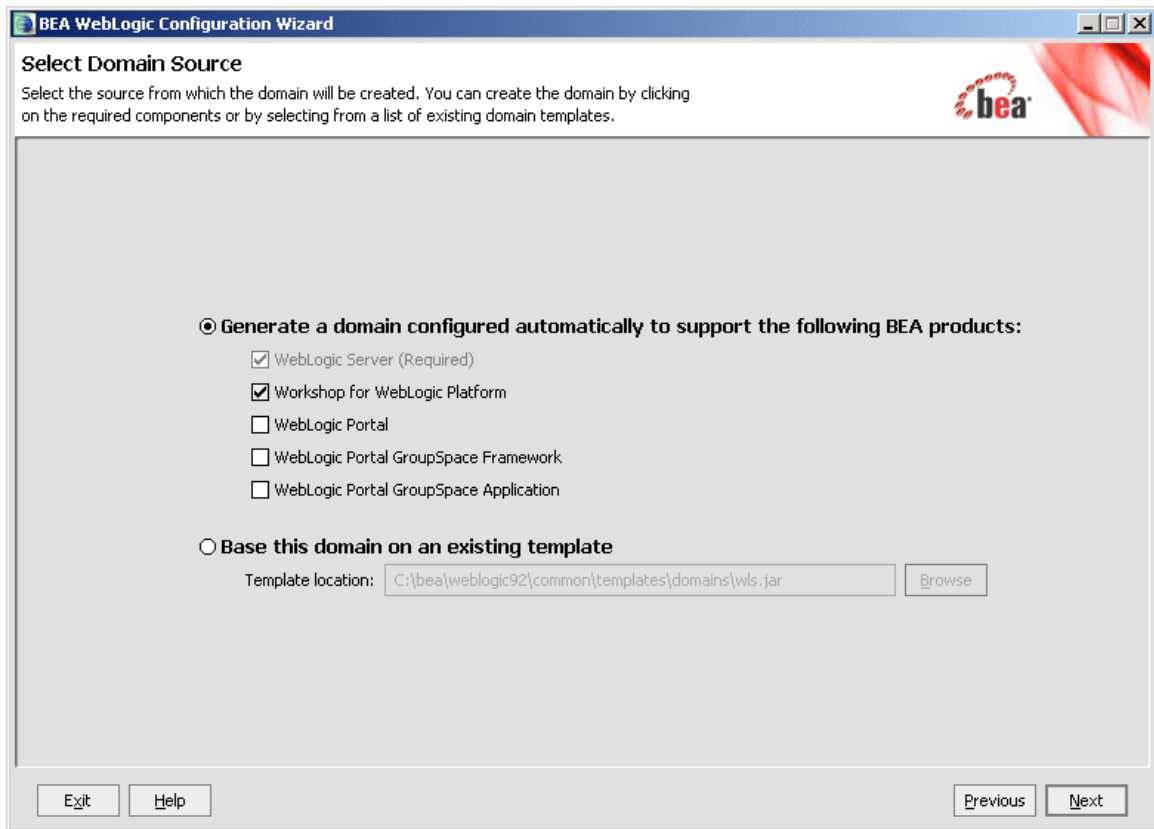 BEA WebLogic Configuration Wizard
Select Domain Source
Select the source from which the domain will be created. You can create the domain by clicking
on the required components or by selecting from a list of existing domain templates.
bea
Generate a domain configured automatically to support the following BEA products:
WebLogic Server (Required)
Workshop for WebLogic Platform
WebLogic Portal
WebLogic Portal GroupSpace Framework
WebLogic Portal GroupSpace Application
Base this domain on an existing template
Template location: C:\bea\weblogic92\common\templates\domains\wls.jar Browse
Exit Help Previous Next